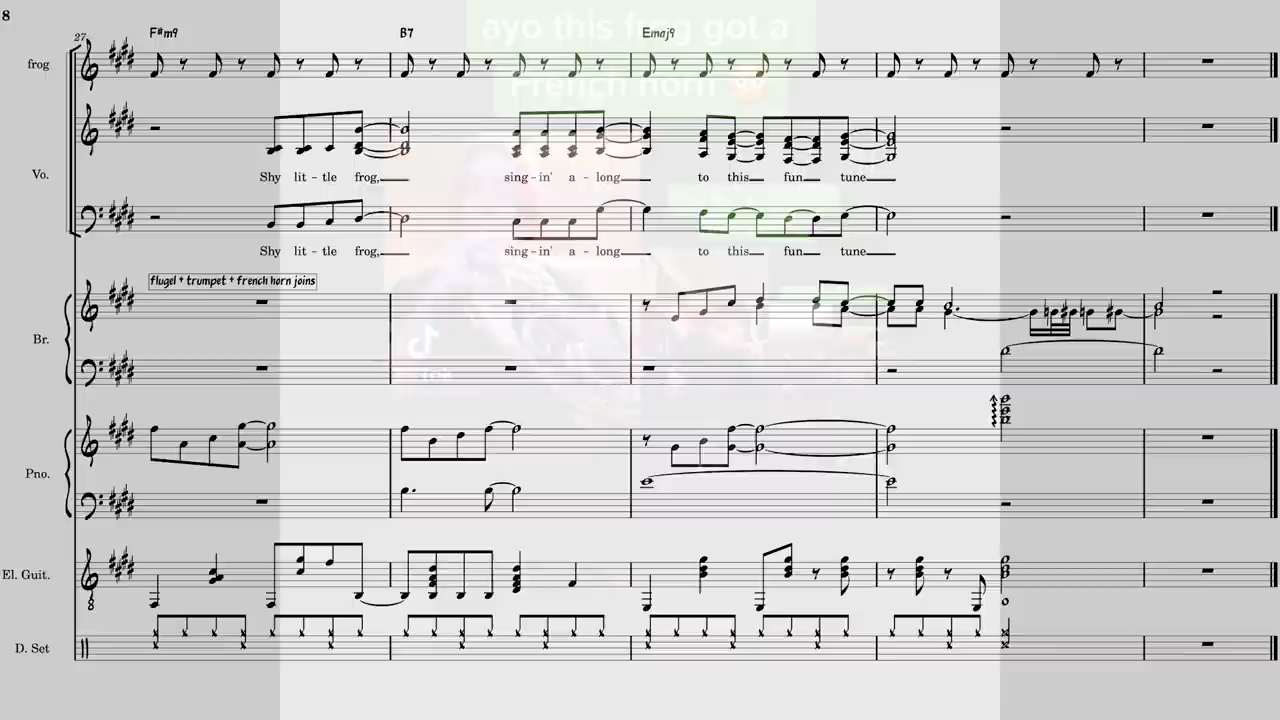 8
ayo this frog got a
French horn
27
F#m9
B7
Emaj9
frog
Vo.
Shy lit - tle frog, sing - in' a - long to this fun tune
Shy lit - tle frog, sing - in' a - long to this fun tune
flugel + trumpet + french horn joins
Br.
Pno.
El. Guit.
8
D. Set